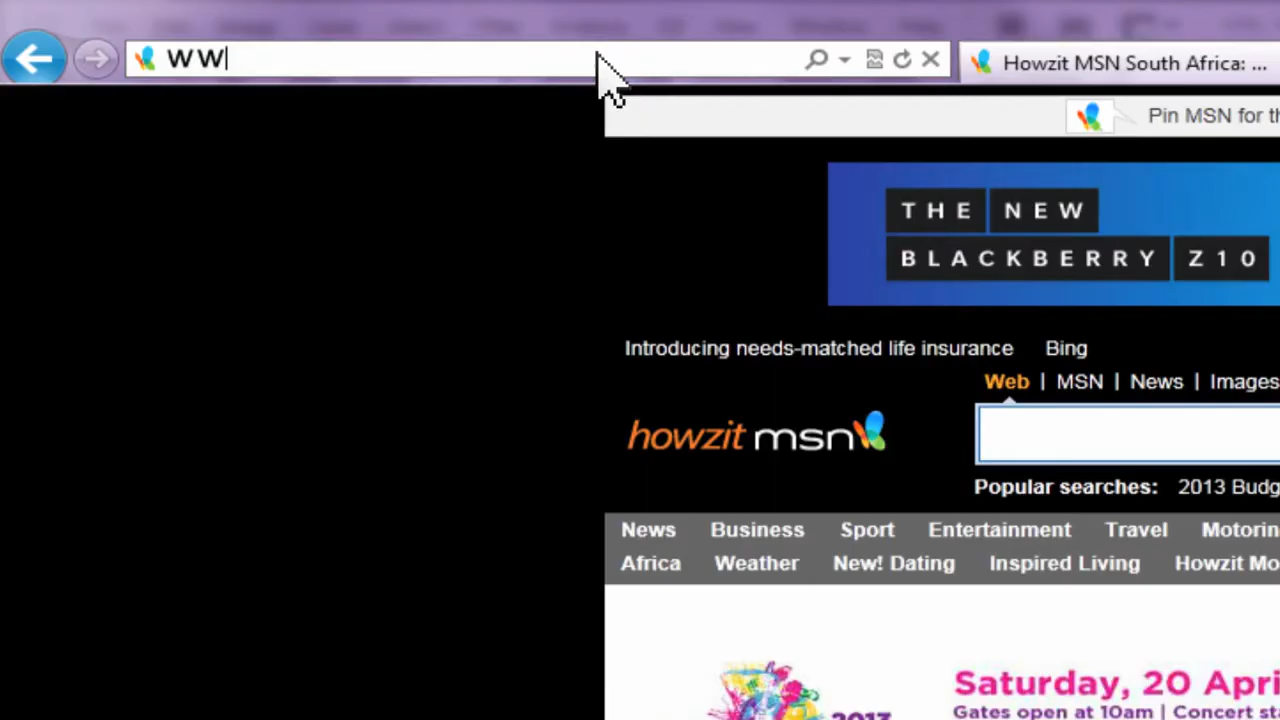 WW
Howzit MSN South Africa: ...
Pin MSN for th
THE NEW
BLACKBERRY Z10
Introducing needs-matched life insurance Bing
Web | MSN | News | Images
howzit msn
Popular searches: 2013 Budg
News Business Sport Entertainment Travel Motorin
Africa Weather New! Dating Inspired Living Howzit Mo
Saturday, 20 Apri
2013
Gates open at 10am | Concert sta